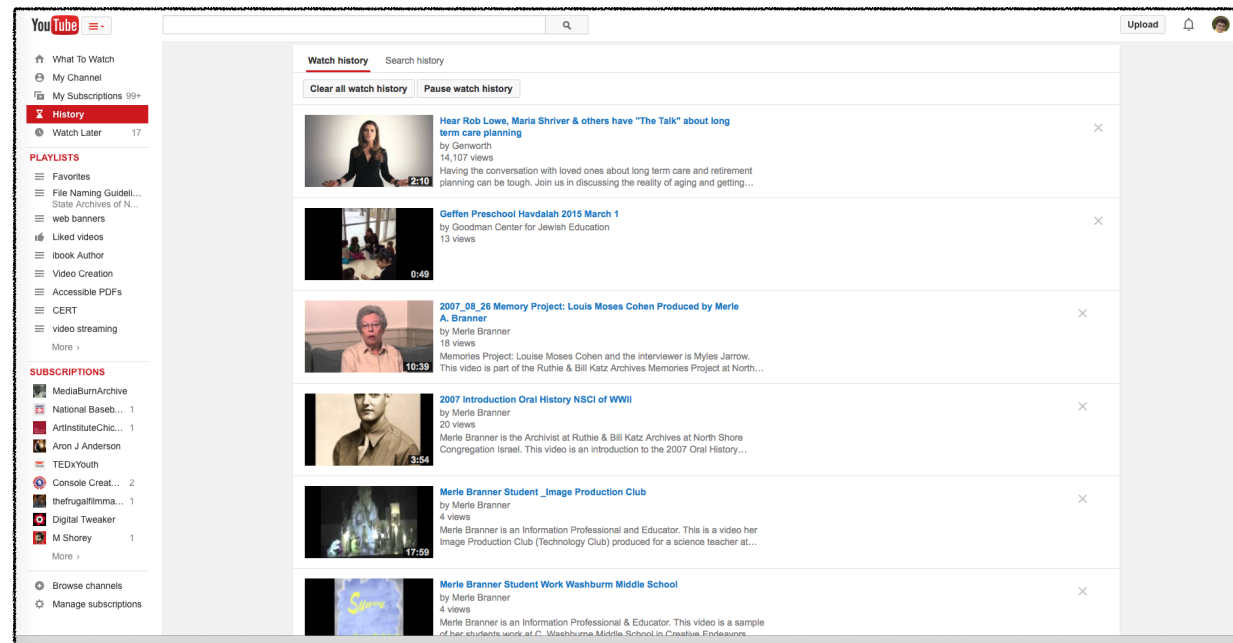 YouTube
Upload
What To Watch
My Channel
My Subscriptions 99+
History
Watch Later 17
PLAYLISTS
Favorites
File Naming Guideli...
State Archives of N...
web banners
Liked videos
ibook Author
Video Creation
Accessible PDFs
CERT
video streaming
More ›
SUBSCRIPTIONS
MediaBurnArchive
National Baseb... 1
ArtInstituteChic... 1
Aron J Anderson
TEDxYouth
Console Creat... 2
thefrugalfilmma... 1
Digital Tweaker
M Shorey 1
More ›
Browse channels
Manage subscriptions
Watch history Search history
Clear all watch history Pause watch history
Hear Rob Lowe, Maria Shriver & others have "The Talk" about long
term care planning
by Genworth
14,107 views
Having the conversation with loved ones about long term care and retirement
planning can be tough. Join us in discussing the reality of aging and getting...
2:10
Geffen Preschool Havdalah 2015 March 1
by Goodman Center for Jewish Education
13 views
0:49
2007_08_26 Memory Project: Louis Moses Cohen Produced by Merle
A. Branner
by Merle Branner
18 views
Memories Project: Louise Moses Cohen and the interviewer is Myles Jarrow.
This video is part of the Ruthie & Bill Katz Archives Memories Project at North...
10:39
2007 Introduction Oral History NSCI of WWII
by Merle Branner
20 views
Merle Branner is the Archivist at Ruthie & Bill Katz Archives at North Shore
Congregation Israel. This video is an introduction to the 2007 Oral History...
3:54
Merle Branner Student _Image Production Club
by Merle Branner
4 views
Merle Branner is an Information Professional and Educator. This is a video her
Image Production Club (Technology Club) produced for a science teacher at...
17:59
Merle Branner Student Work Washburm Middle School
by Merle Branner
4 views
Merle Branner is an Information Professional & Educator. This video is a sample
of her students work at C. Washburne Middle School in Creative Endeavors